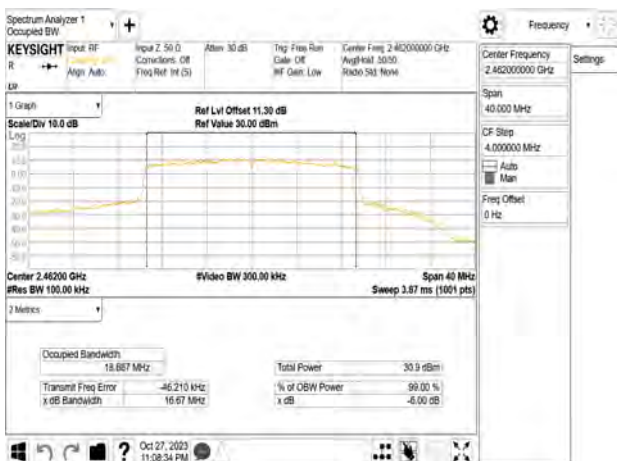 Spectrum Analyzer 1
Occupied BW
KEYSIGHT Input: RF
R
Align: Auto
Input Z: 50 Ω
Corrections: Off
Freq Ref: Int (S)
Atten: 30 dB
Trig: Free Run
Gate: Off
#IF Gain: Low
Center Freq: 2.462000000 GHz
Avg|Hold: 50/50
Radio Std: None
1 Graph
Scale/Div 10.0 dB
Ref Lvl Offset 11.30 dB
Ref Value 30.00 dBm
Log
Center 2.46200 GHz
#Res BW 100.00 kHz
#Video BW 300.00 kHz
Span 40 MHz
Sweep 3.87 ms (1001 pts)
2 Metrics
Occupied Bandwidth
Total Power 30.9 dBm
Transmit Freq Error -46.210 kHz
% of OBW Power 99.00 %
x dB Bandwidth 16.67 MHz
x dB -6.00 dB
Oct 27, 2023
11:08:34 PM
Frequency
Center Frequency
2.462000000 GHz
Settings
Span
40.000 MHz
CF Step
4.000000 MHz
Auto
Man
Freq Offset
0 Hz